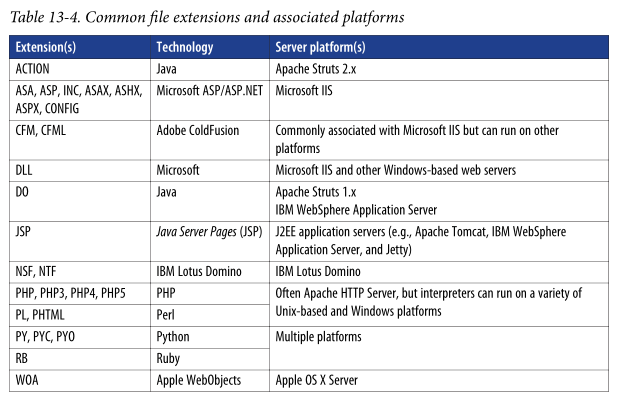 Table 13-4. Common file extensions and associated platforms
Extension(s) Technology Server platform(s)
ACTION Java Apache Struts 2.x
ASA, ASP, INC, ASAX, ASHX, Microsoft ASP/ASP.NET Microsoft IIS
ASPX, CONFIG
CFM, CFML Adobe ColdFusion Commonly associated with Microsoft IIS but can run on other
platforms
DLL Microsoft Microsoft IIS and other Windows-based web servers
DO Java Apache Struts 1.x
IBM WebSphere Application Server
JSP Java Server Pages (JSP) J2EE application servers (e.g., Apache Tomcat, IBM WebSphere
Application Server, and Jetty)
NSF, NTF IBM Lotus Domino IBM Lotus Domino
PHP, PHP3, PHP4, PHP5 PHP Often Apache HTTP Server, but interpreters can run on a variety of
PL, PHTML Perl Unix-based and Windows platforms
PY, PYC, PYO Python Multiple platforms
RB Ruby
WOA Apple WebObjects Apple OS X Server